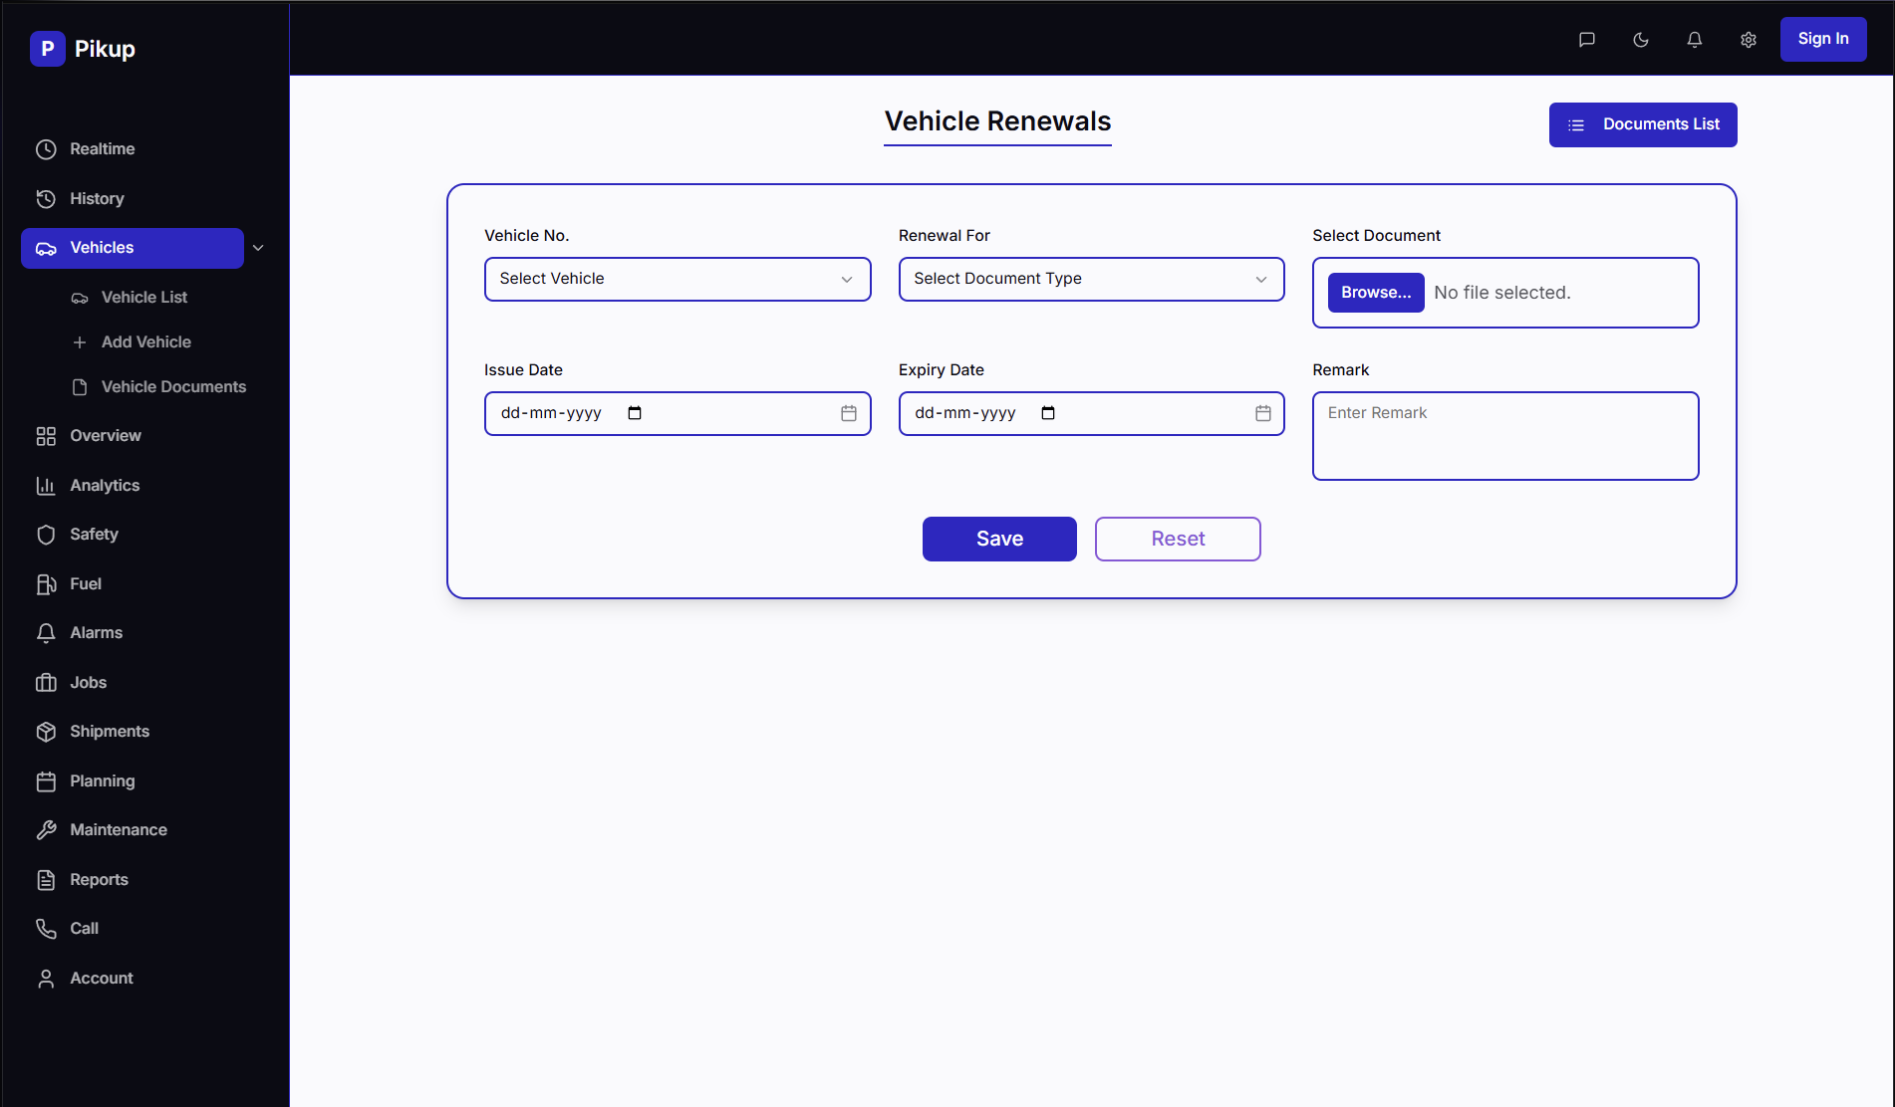 P Pikup
Sign In
Realtime
History
Vehicles
Vehicle List
Add Vehicle
Vehicle Documents
Overview
Analytics
Safety
Fuel
Alarms
Jobs
Shipments
Planning
Maintenance
Reports
Call
Account
Vehicle Renewals
Documents List
Vehicle No.
Select Vehicle
Renewal For
Select Document Type
Select Document
Browse... No file selected.
Issue Date
dd-mm-yyyy
Expiry Date
dd-mm-yyyy
Remark
Enter Remark
Save
Reset